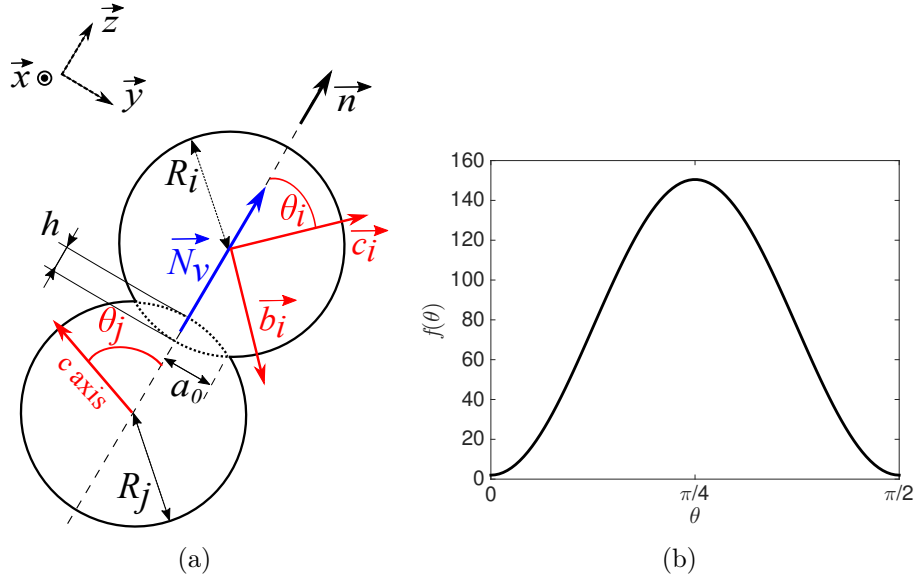 z
x
y
n
R_i
θ_i
h
N_v
c_i
b_i
θ_j
c axis
a_0
R_j
(a)
160
140
120
100
80
60
40
20
0
f(θ)
0
π/4
π/2
θ
(b)